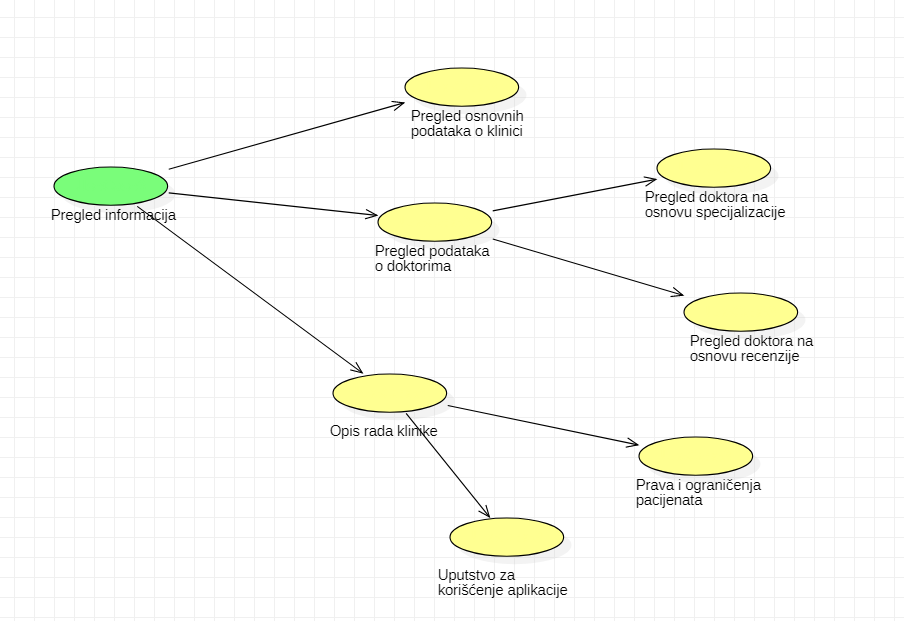 Pregled osnovnih
podataka o klinici
Pregled informacija
Pregled doktora na
osnovu specijalizacije
Pregled podataka
o doktorima
Pregled doktora na
osnovu recenzije
Opis rada klinike
Prava i ograničenja
pacijenata
Uputstvo za
korišćenje aplikacije